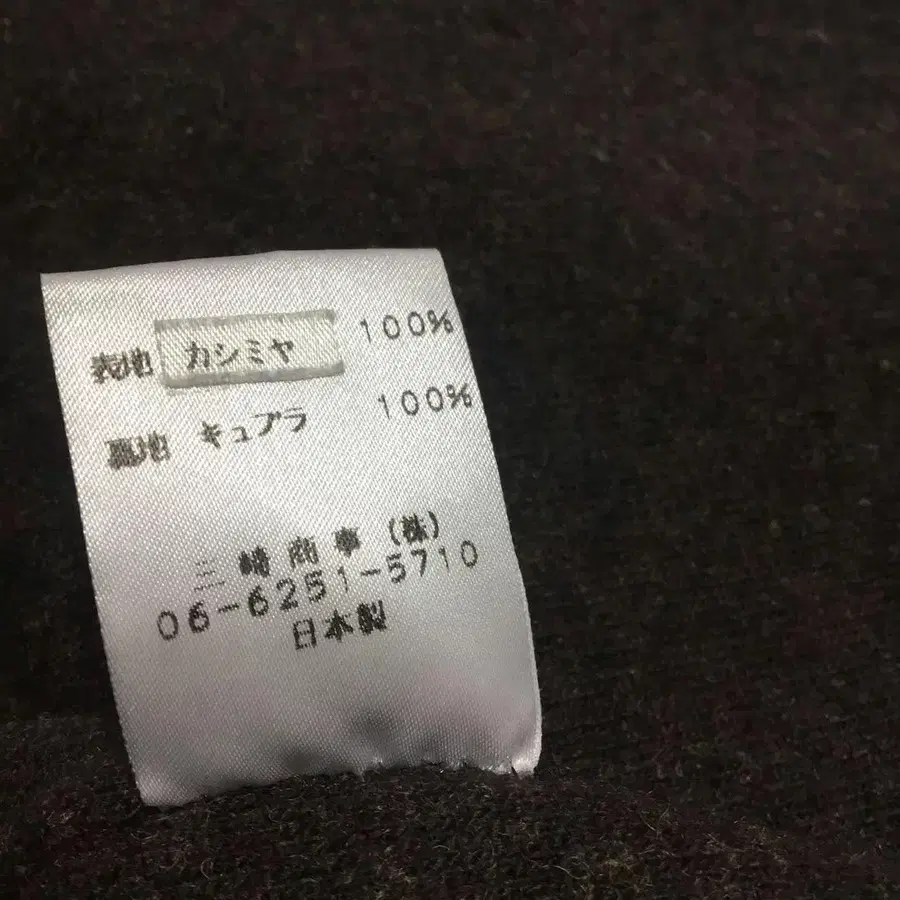 表地 カシミヤ 100%
裏地 キュプラ 100%
三崎商事(株)
06-6251-5710
日本製